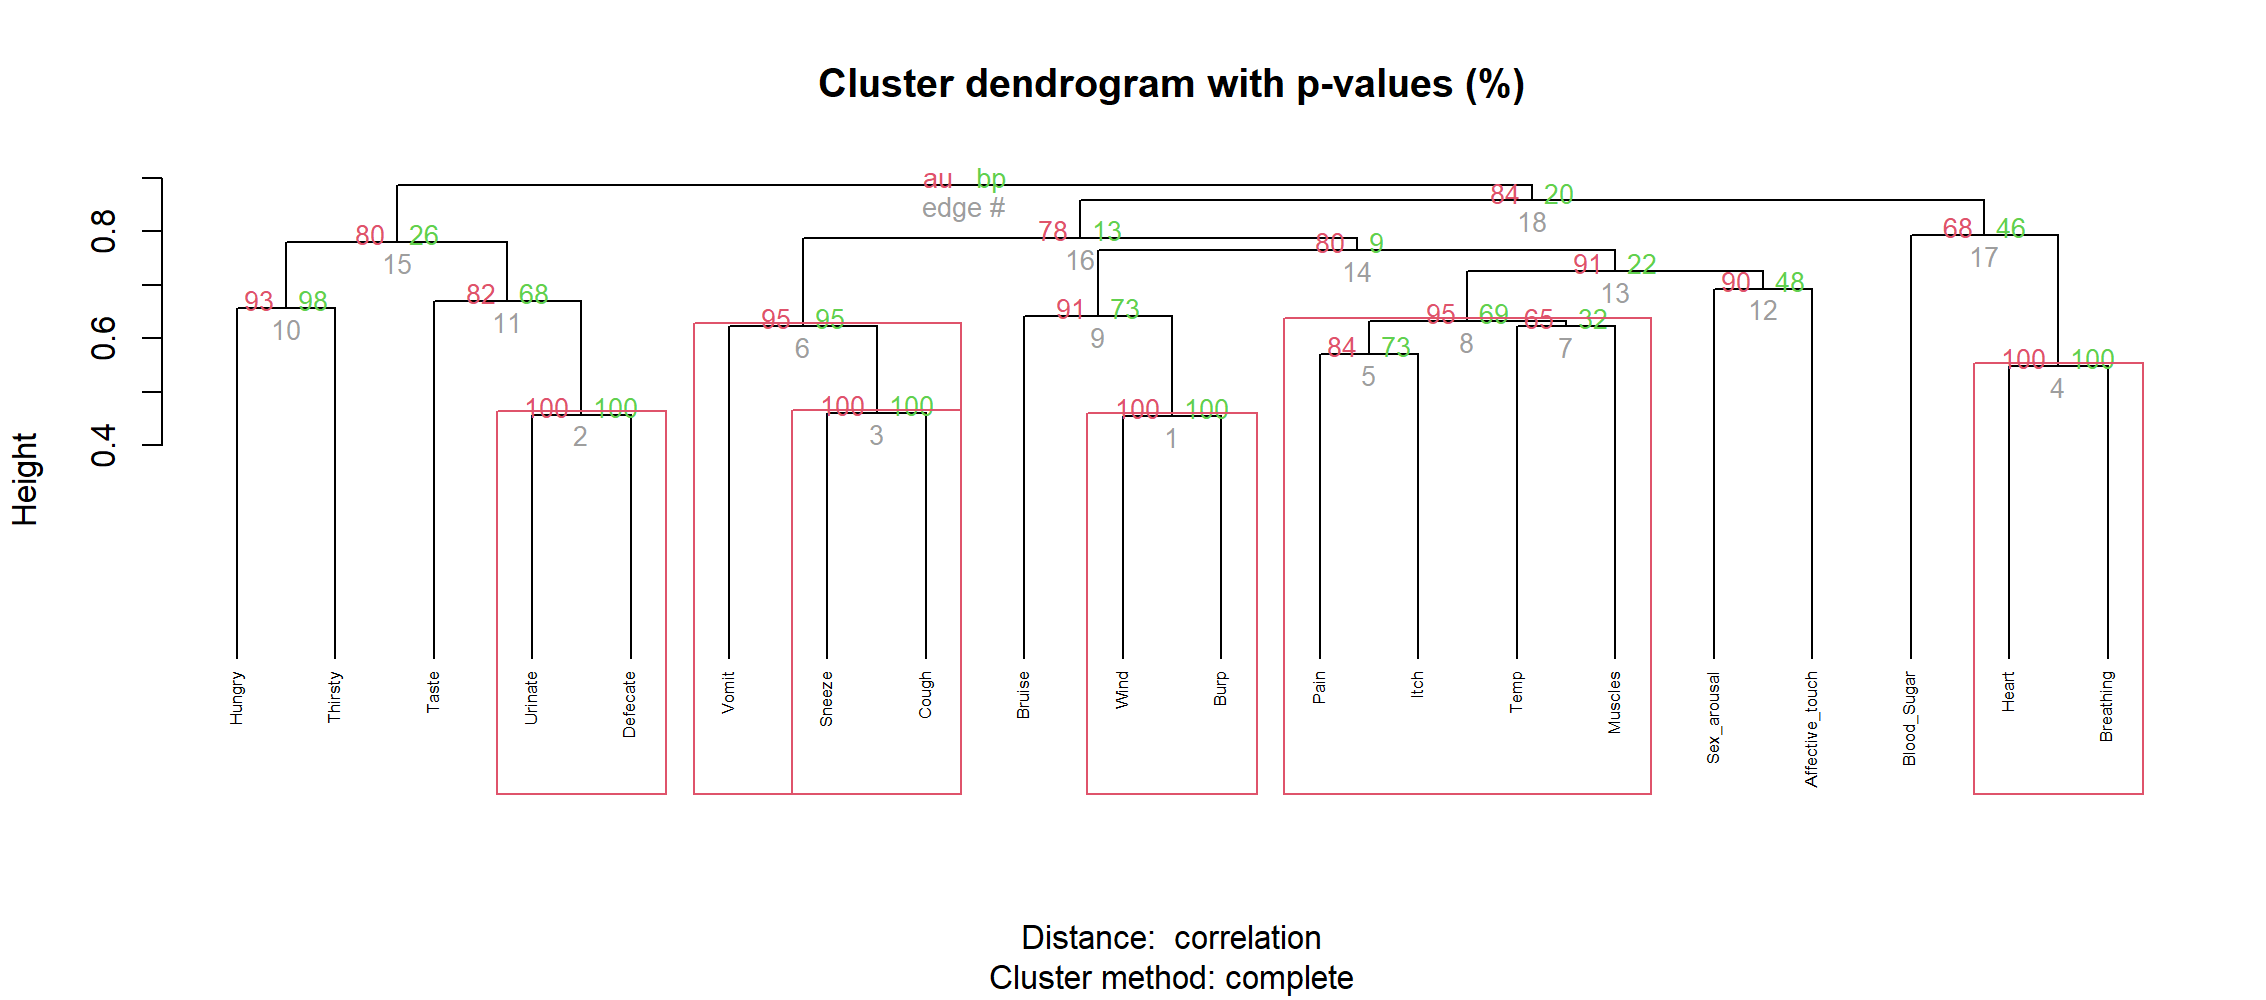 Cluster dendrogram with p-values (%)
au bp
edge #
84 20
18
80 26
15
78 13
16
80 9
14
68 46
17
91 22
13
90 48
12
93 98
10
82 68
11
95 95
6
91 73
9
95 69
8
65 32
7
84 73
5
100 100
4
100 100
2
100 100
3
100 100
1
Height
0.4
0.6
0.8
Hungry
Thirsty
Taste
Urinate
Defecate
Vomit
Sneeze
Cough
Bruise
Wind
Burp
Pain
Itch
Temp
Muscles
Sex_arousal
Affective_touch
Blood_Sugar
Heart
Breathing
Distance: correlation
Cluster method: complete